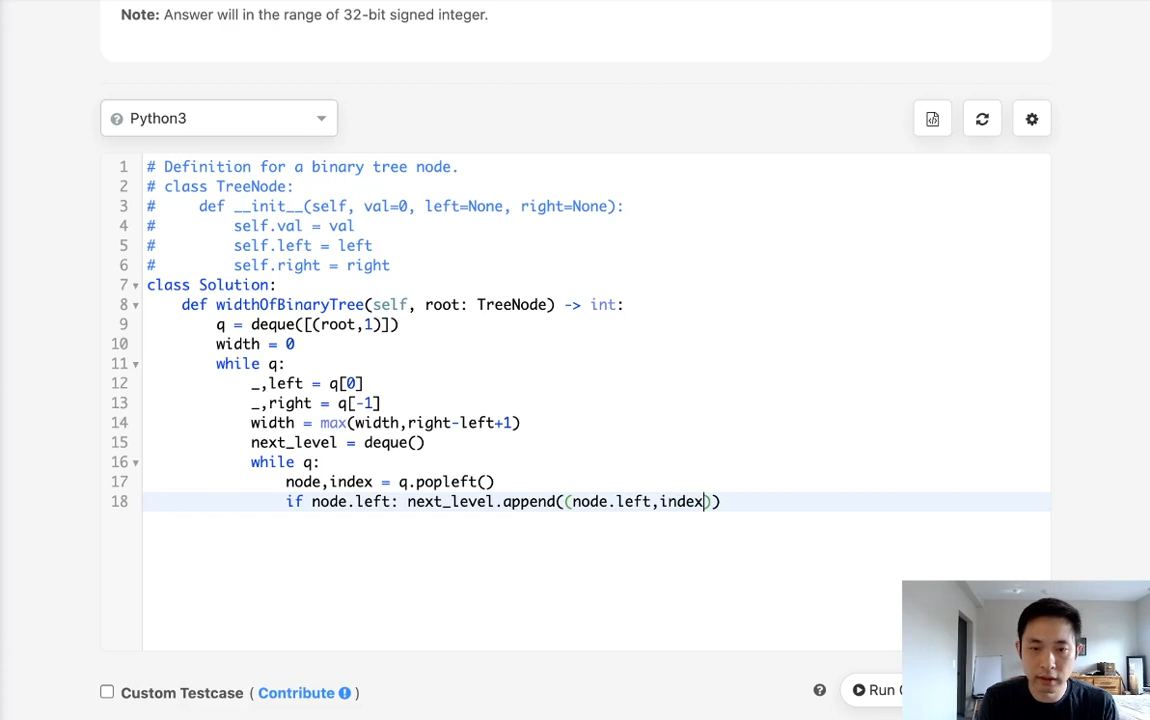 Note: Answer will in the range of 32-bit signed integer.
Python3
1 # Definition for a binary tree node.
2 # class TreeNode:
3 #     def __init__(self, val=0, left=None, right=None):
4 #         self.val = val
5 #         self.left = left
6 #         self.right = right
7 class Solution:
8     def widthOfBinaryTree(self, root: TreeNode) -> int:
9         q = deque([(root,1)])
10         width = 0
11         while q:
12             _,left = q[0]
13             _,right = q[-1]
14             width = max(width,right-left+1)
15             next_level = deque()
16             while q:
17                 node,index = q.popleft()
18                 if node.left: next_level.append((node.left,index))
Custom Testcase ( Contribute )
Run